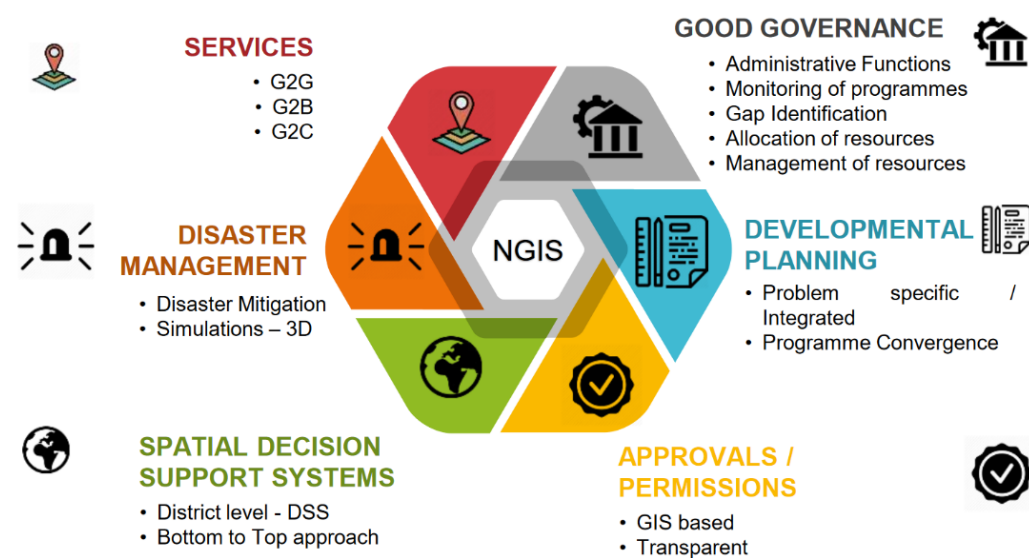 SERVICES
• G2G
• G2B
• G2C
GOOD GOVERNANCE
• Administrative Functions
• Monitoring of programmes
• Gap Identification
• Allocation of resources
• Management of resources
NGIS
DISASTER
MANAGEMENT
• Disaster Mitigation
• Simulations – 3D
DEVELOPMENTAL
PLANNING
• Problem specific /
Integrated
• Programme Convergence
SPATIAL DECISION
SUPPORT SYSTEMS
• District level - DSS
• Bottom to Top approach
APPROVALS /
PERMISSIONS
• GIS based
• Transparent